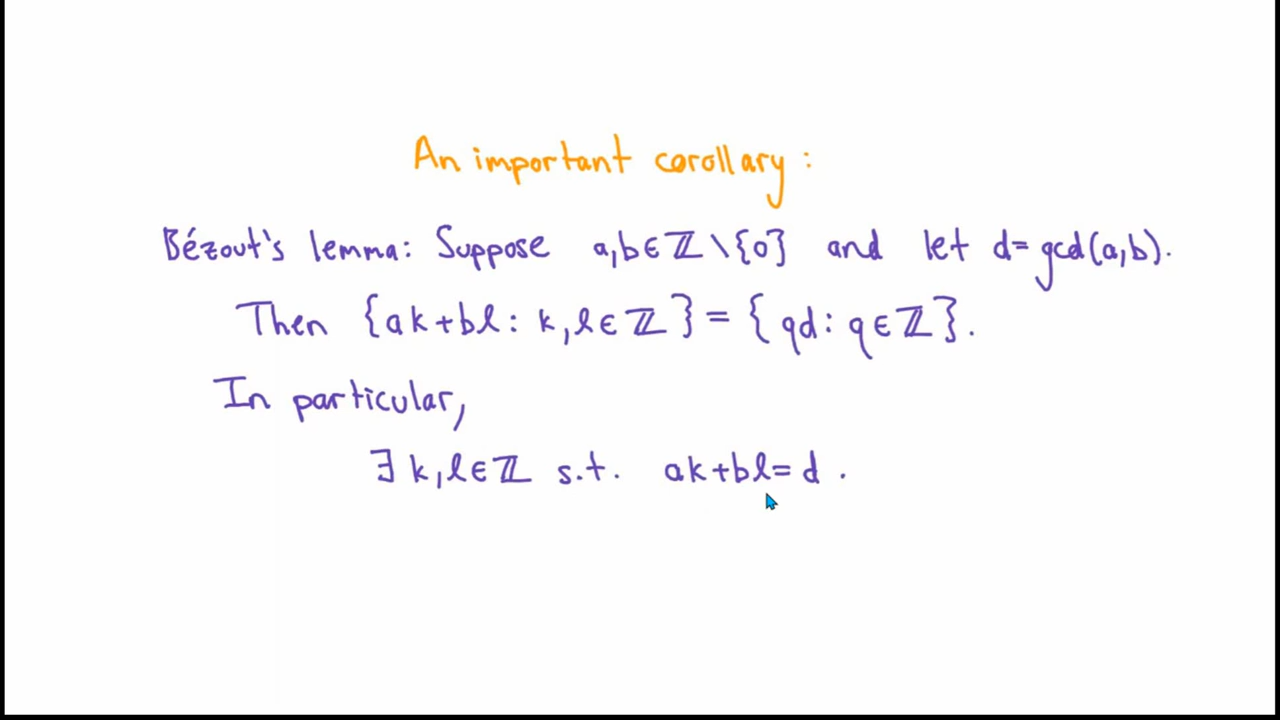 An important corollary:
Bézout's lemma: Suppose a,b∈ℤ\{0} and let d=gcd(a,b).
Then {ak+bl: k,l∈ℤ}={qd: q∈ℤ}.
In particular,
∃ k,l∈ℤ s.t. ak+bl=d.